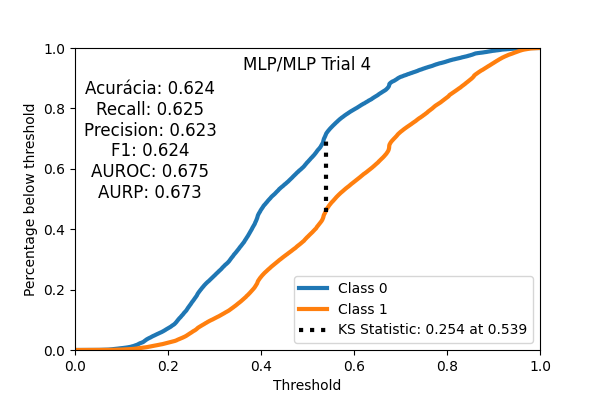 MLP/MLP Trial 4
Acurácia: 0.624
Recall: 0.625
Precision: 0.623
F1: 0.624
AUROC: 0.675
AURP: 0.673
Percentage below threshold
1.0
0.8
0.6
0.4
0.2
0.0
Class 0
Class 1
KS Statistic: 0.254 at 0.539
0.0 0.2 0.4 0.6 0.8 1.0
Threshold